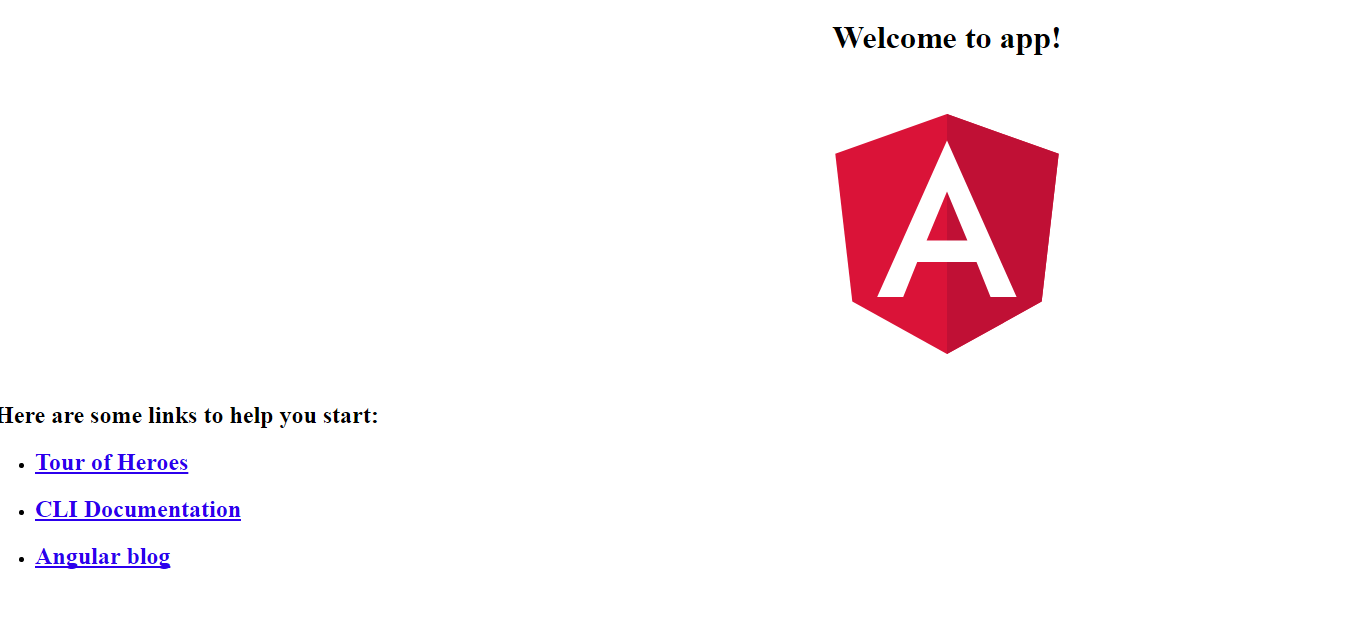 Welcome to app!
A
Here are some links to help you start:
Tour of Heroes
CLI Documentation
Angular blog